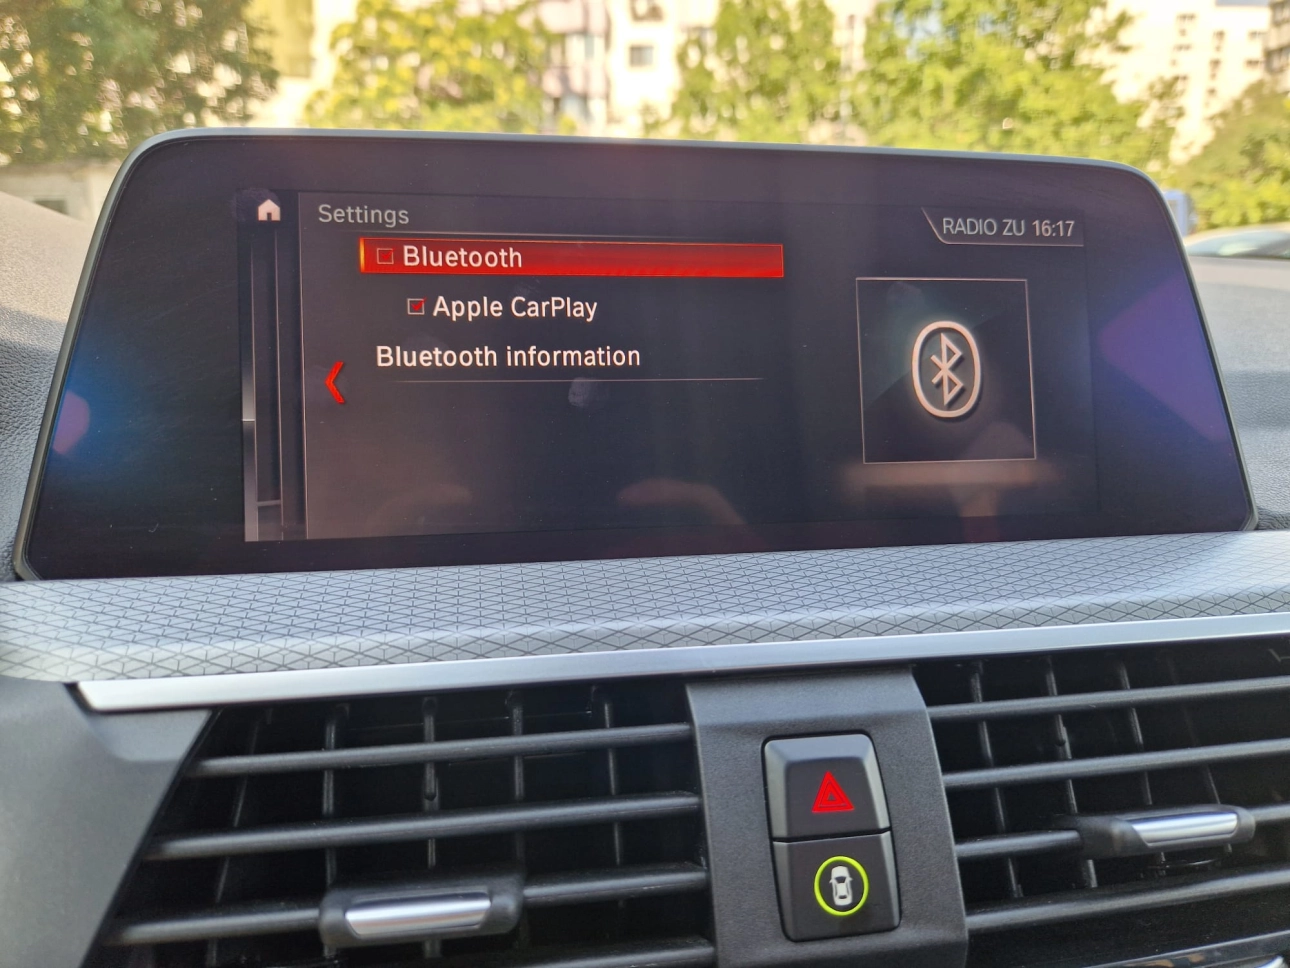 Settings
RADIO ZU 16:17
Bluetooth
Apple CarPlay
Bluetooth information